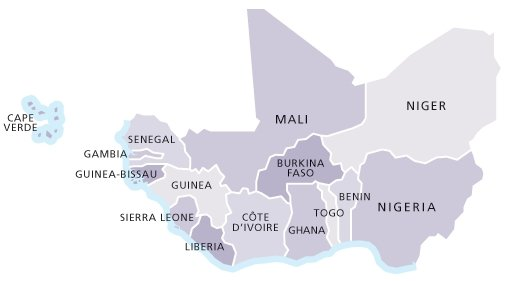 MALI
NIGER
CAPE
VERDE
SENEGAL
GAMBIA
GUINEA-BISSAU
GUINEA
BURKINA
FASO
BENIN
TOGO
NIGERIA
SIERRA LEONE
CÔTE
D'IVOIRE
GHANA
LIBERIA